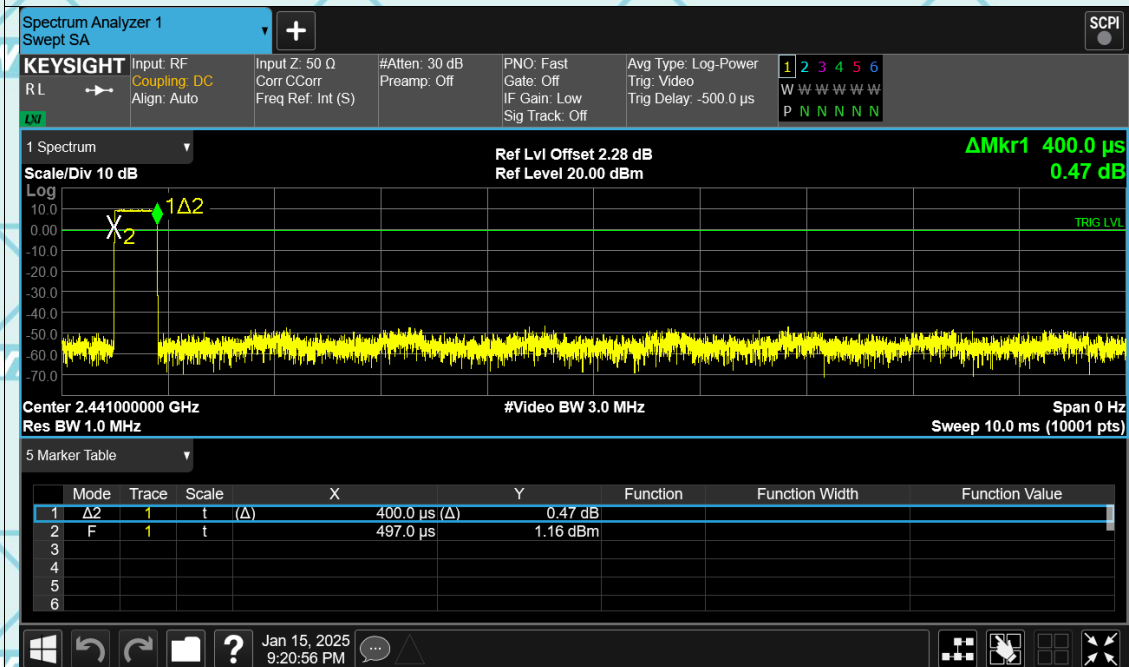 Spectrum Analyzer 1
Swept SA
+
SCPI
KEYSIGHT
RL
LXI
Input: RF
Coupling: DC
Align: Auto
Input Z: 50 Ω
Corr CCorr
Freq Ref: Int (S)
#Atten: 30 dB
Preamp: Off
PNO: Fast
Gate: Off
IF Gain: Low
Sig Track: Off
Avg Type: Log-Power
Trig: Video
Trig Delay: -500.0 µs
1 2 3 4 5 6
W W W W W W
P N N N N N
1 Spectrum
Scale/Div 10 dB
Ref Lvl Offset 2.28 dB
Ref Level 20.00 dBm
ΔMkr1 400.0 µs
0.47 dB
Log
10.0
0.00
-10.0
-20.0
-30.0
-40.0
-50.0
-60.0
-70.0
1Δ2
X2
TRIG LVL
Center 2.441000000 GHz
Res BW 1.0 MHz
#Video BW 3.0 MHz
Span 0 Hz
Sweep 10.0 ms (10001 pts)
5 Marker Table
Mode Trace Scale X Y Function Function Width Function Value
1 Δ2 1 t (Δ) 400.0 µs (Δ) 0.47 dB
2 F 1 t 497.0 µs 1.16 dBm
3
4
5
6
?
Jan 15, 2025
9:20:56 PM